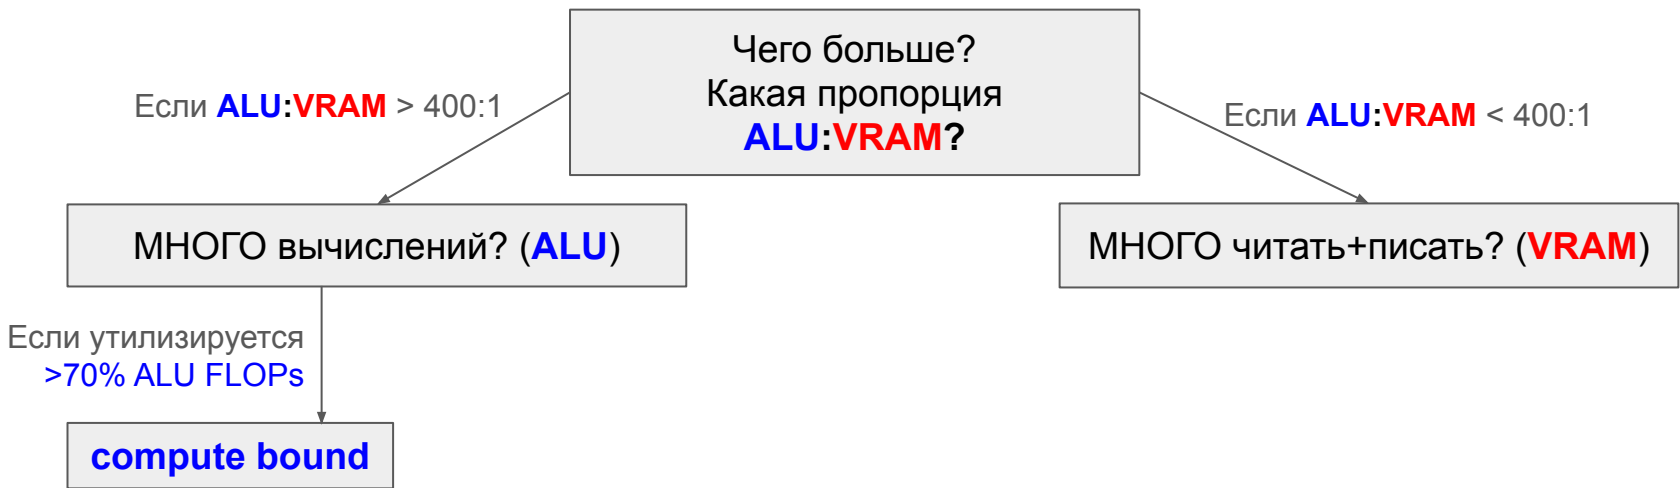 Чего больше?
Какая пропорция
ALU:VRAM?
Если ALU:VRAM > 400:1
Если ALU:VRAM < 400:1
МНОГО вычислений? (ALU)
МНОГО читать+писать? (VRAM)
Если утилизируется
>70% ALU FLOPs
compute bound